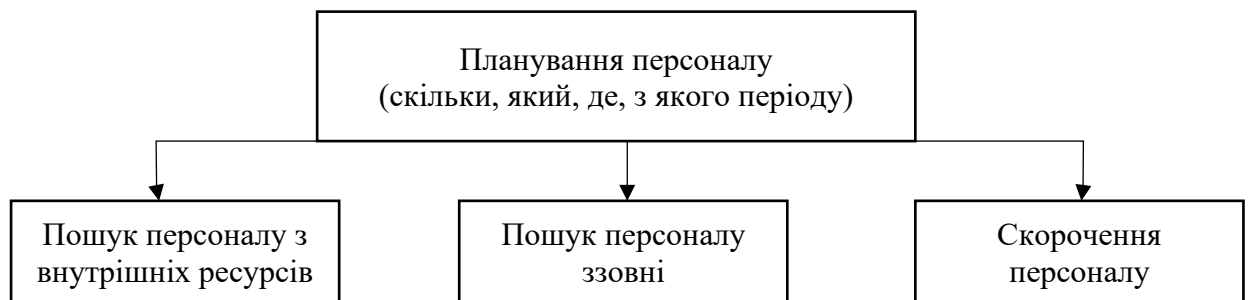 Планування персоналу
(скільки, який, де, з якого періоду)
Пошук персоналу з
внутрішніх ресурсів
Пошук персоналу
ззовні
Скорочення
персоналу